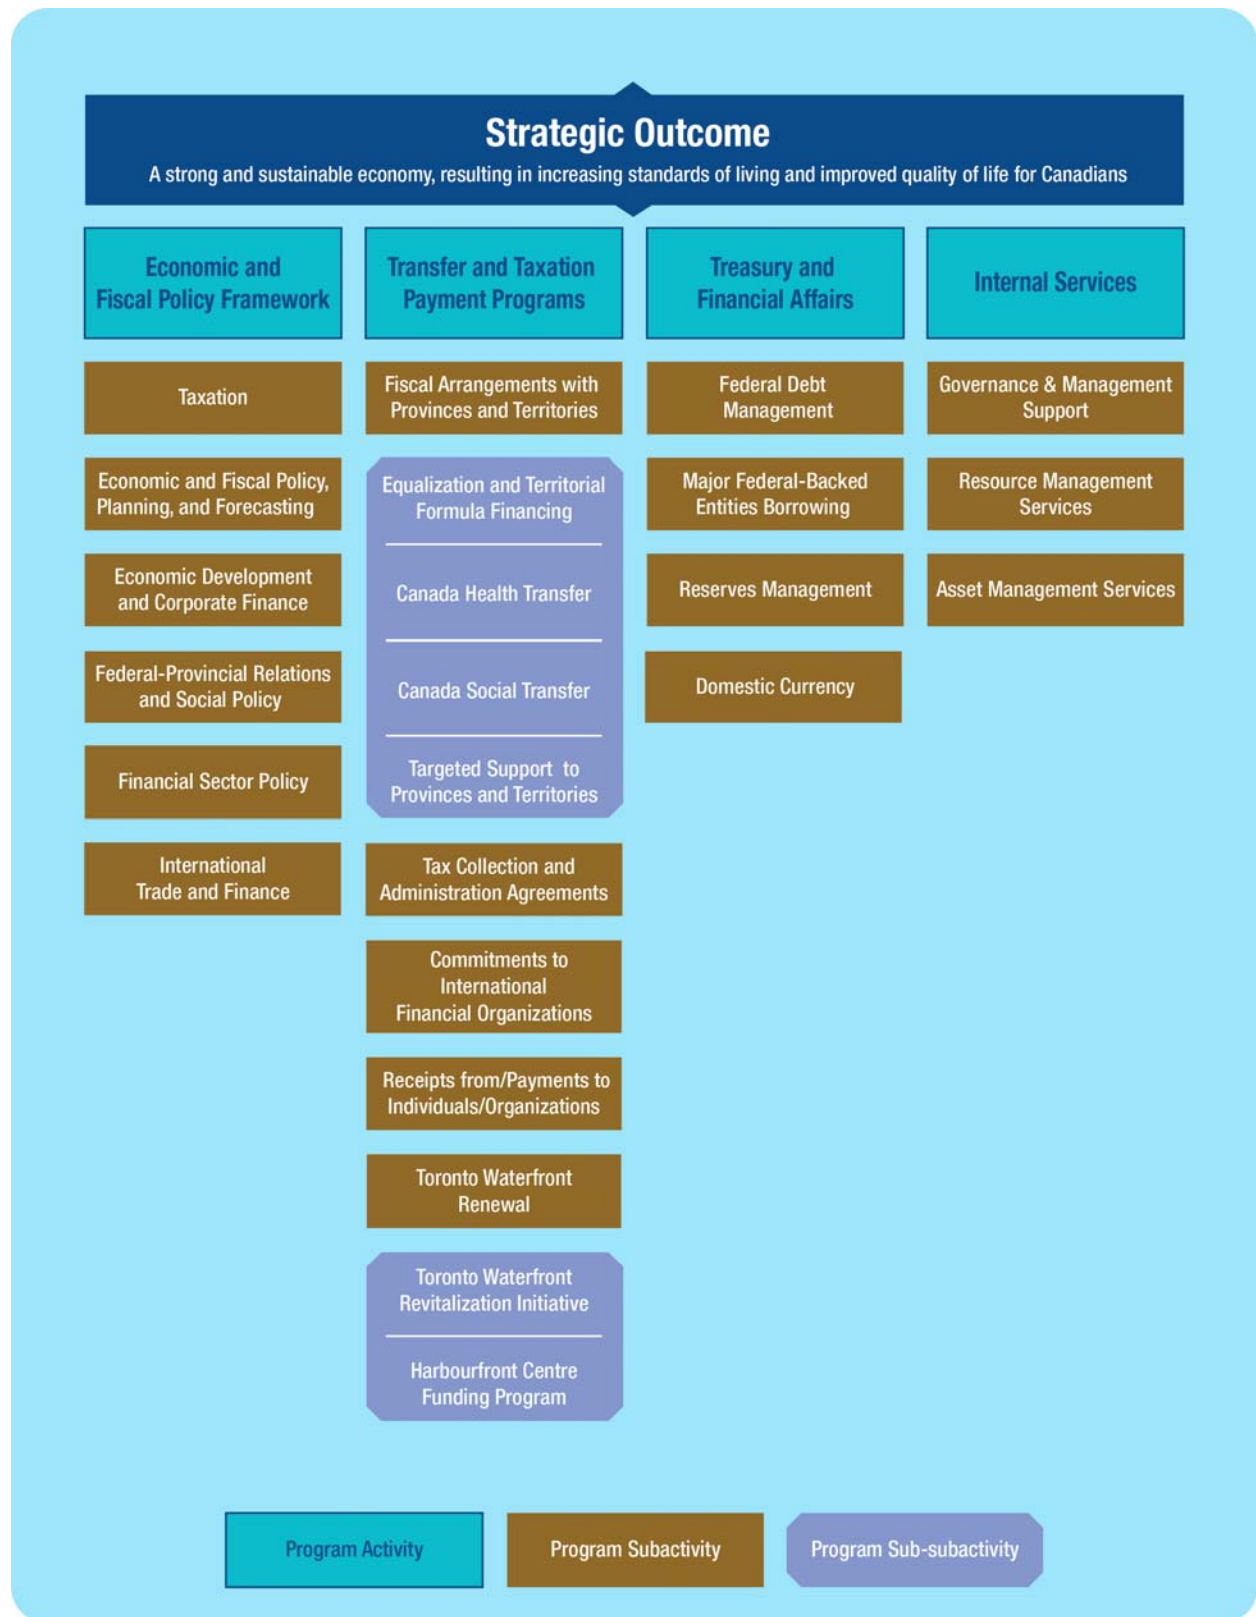 Strategic Outcome
A strong and sustainable economy, resulting in increasing standards of living and improved quality of life for Canadians
Economic and
Fiscal Policy Framework
Taxation
Economic and Fiscal Policy,
Planning, and Forecasting
Economic Development
and Corporate Finance
Federal-Provincial Relations
and Social Policy
Financial Sector Policy
International
Trade and Finance
Transfer and Taxation
Payment Programs
Fiscal Arrangements with
Provinces and Territories
Equalization and Territorial
Formula Financing
Canada Health Transfer
Canada Social Transfer
Targeted Support to
Provinces and Territories
Tax Collection and
Administration Agreements
Commitments to
International
Financial Organizations
Receipts from/Payments to
Individuals/Organizations
Toronto Waterfront
Renewal
Toronto Waterfront
Revitalization Initiative
Harbourfront Centre
Funding Program
Treasury and
Financial Affairs
Federal Debt
Management
Major Federal-Backed
Entities Borrowing
Reserves Management
Domestic Currency
Internal Services
Governance & Management
Support
Resource Management
Services
Asset Management Services
Program Activity
Program Subactivity
Program Sub-subactivity